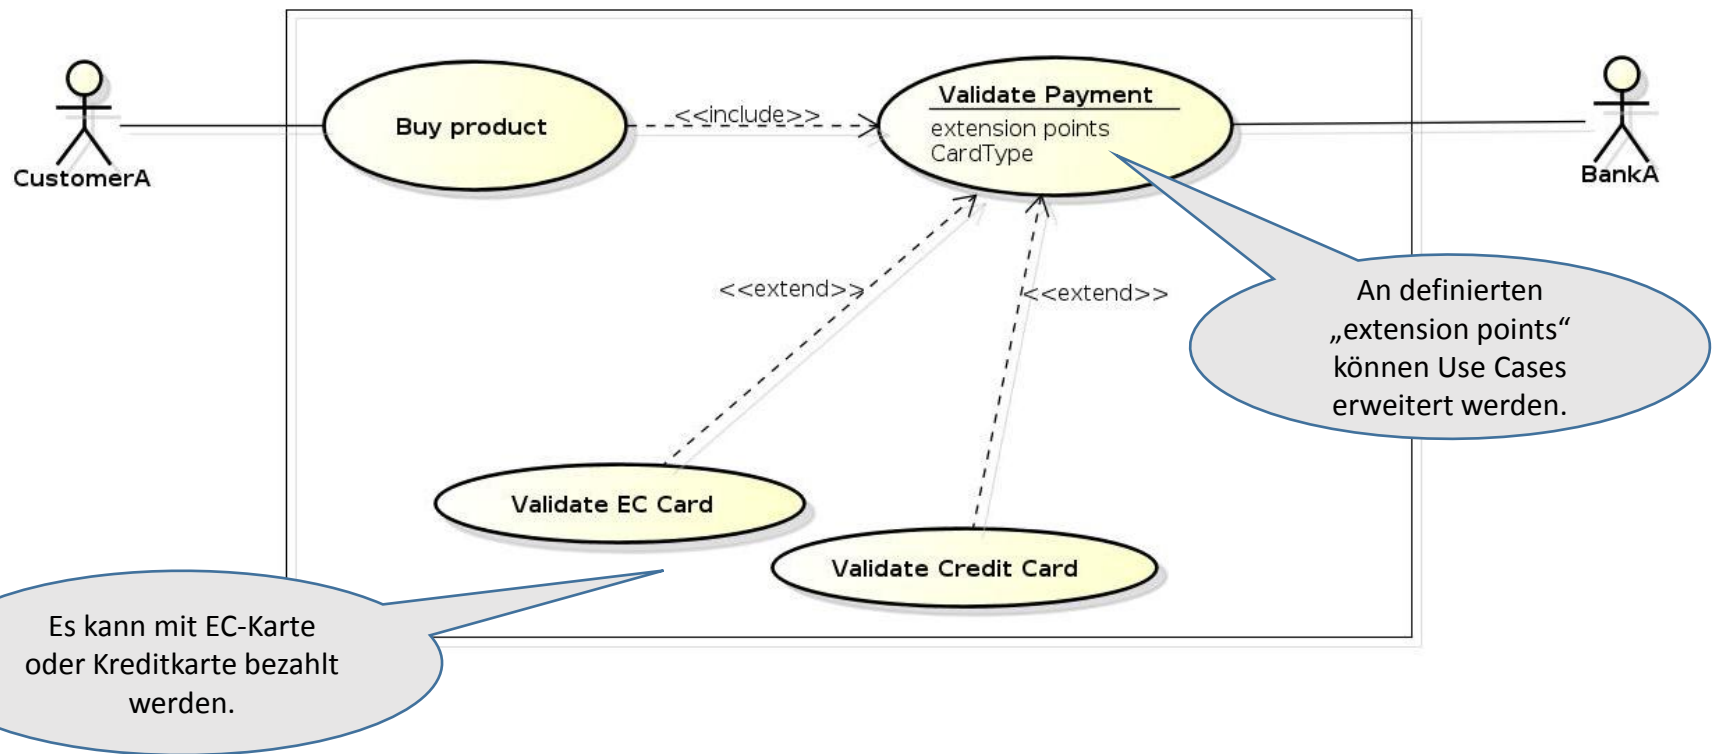 Validate Payment
Buy product
<<include>>
extension points
CardType
CustomerA
BankA
<<extend>>
<<extend>>
An definierten
„extension points“
können Use Cases
erweitert werden.
Validate EC Card
Validate Credit Card
Es kann mit EC-Karte
oder Kreditkarte bezahlt
werden.